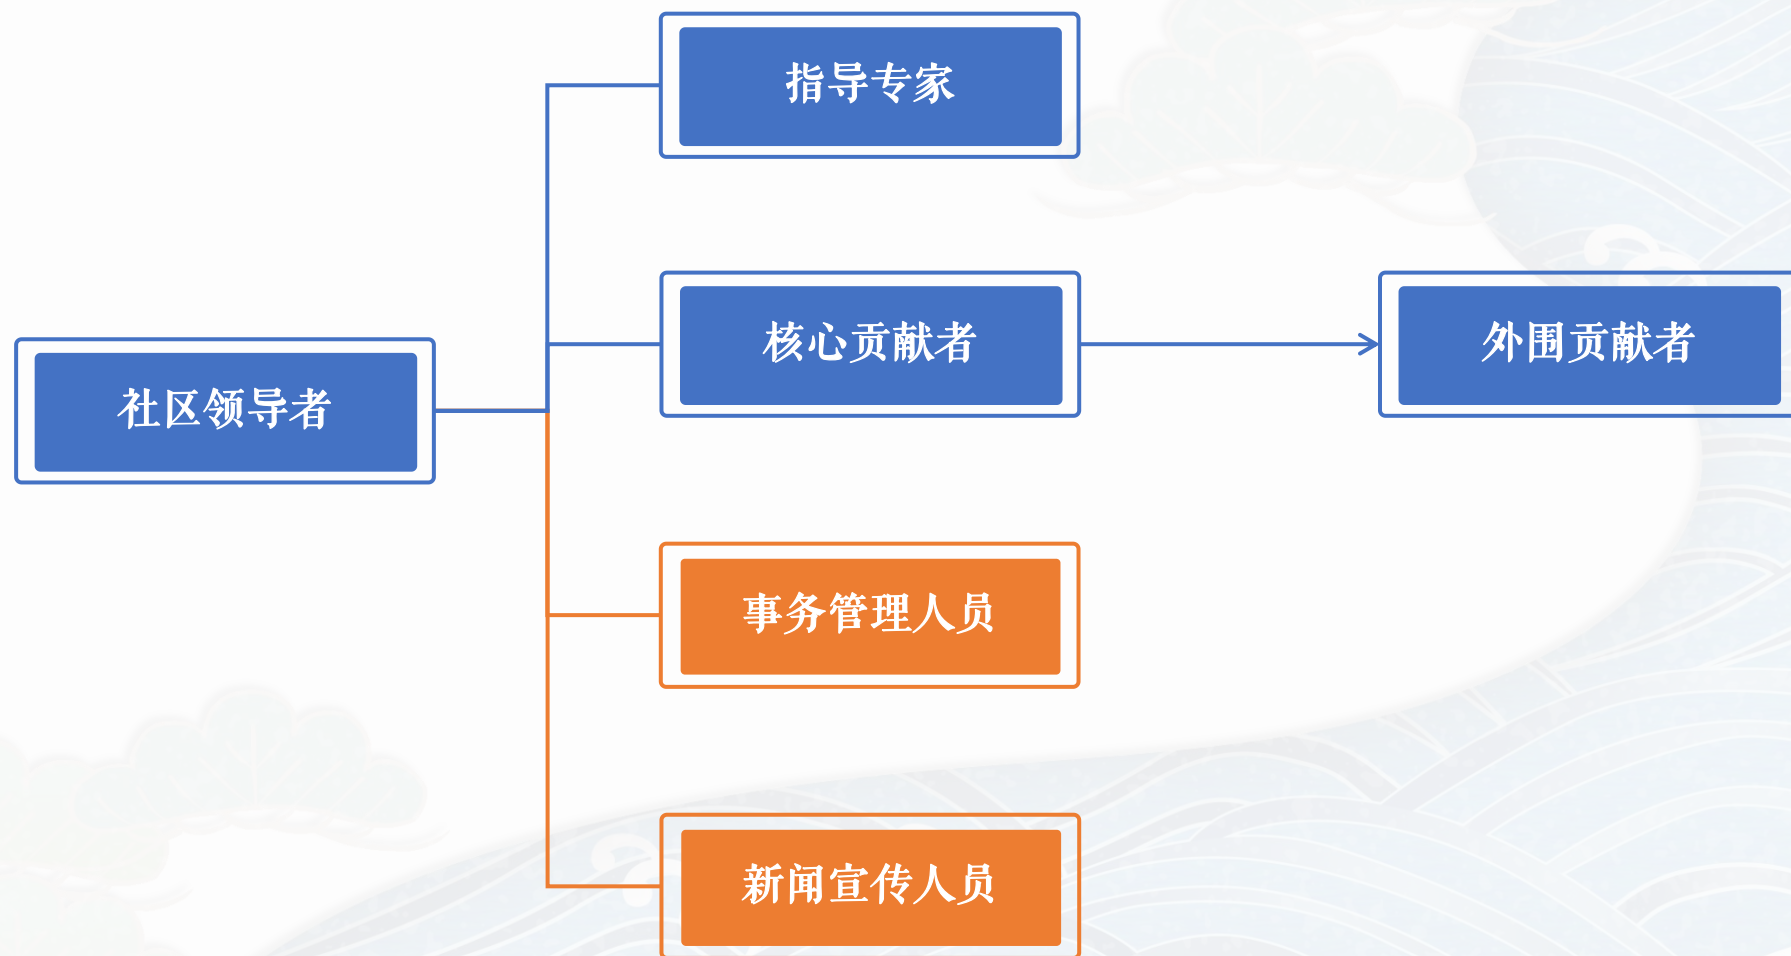 指导专家
核心贡献者
外围贡献者
社区领导者
事务管理人员
新闻宣传人员